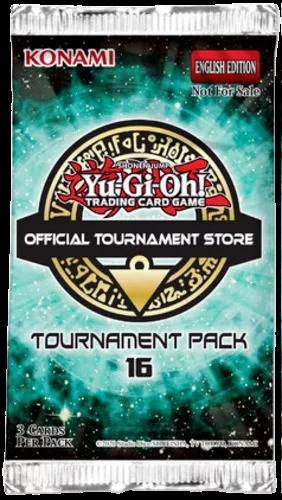 KONAMI
ENGLISH EDITION
Not For Sale
SHONEN JUMP
Yu-Gi-Oh!
TRADING CARD GAME
OFFICIAL TOURNAMENT STORE
TOURNAMENT PACK
16
3 CARDS
PER PACK